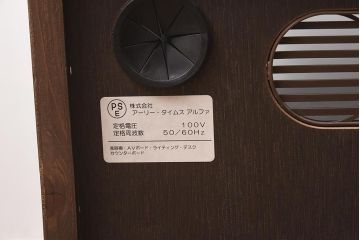 PS
E
株式会社
アーリー・タイムス アルファ
定格電圧 100V
定格周波数 50/60Hz
AVボード・ライティング・デスク
カウンターボード